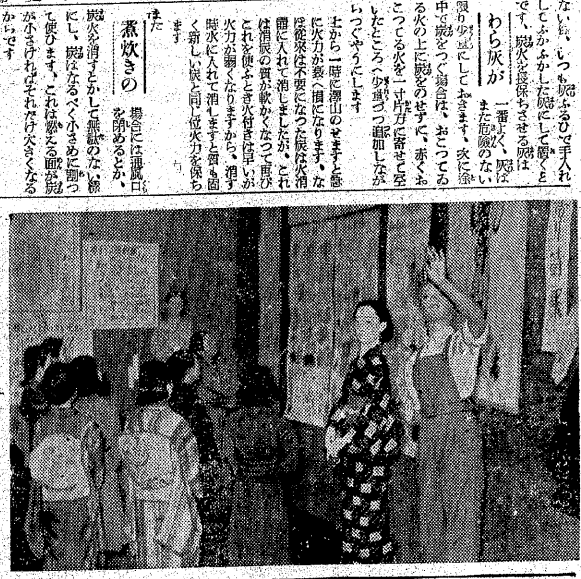 ない様、いつも灰ふるひで手入れ
してふかふかした灰にして置くと
です、炭火を長保ちさせる灰は
わら灰が
一番よく、灰は
また危険のない
限り少量にしておきます、次に途
中で炭をつぐ場合は、おこつてゐ
る火の上に炭をのせずに、赤くお
こつてゐる火を一寸片方に寄せて空
したところへ少量づつ追加しなが
らつぐやうにします
上から一時に沢山のせますと急
に火力が衰へ損になります、な
ほ従来は不要になつた炭は火消
器に入れて消しましたが、これ
は消炭の質が軟かくなつて再び
これを使ふとき火付きは早いが
火力が弱くなりますから、消す
時水に入れて消しますと質も固
く新しい炭と同じ位火力を保ち
ます
また
煮炊きの
場合には通風口
を閉めるとか、
炭火を消すとかして無駄のない様
にし、炭はなるべく小さめに割つ
て使ひます、これは燃える面が炭
が小さければそれだけ大きくなる
からです